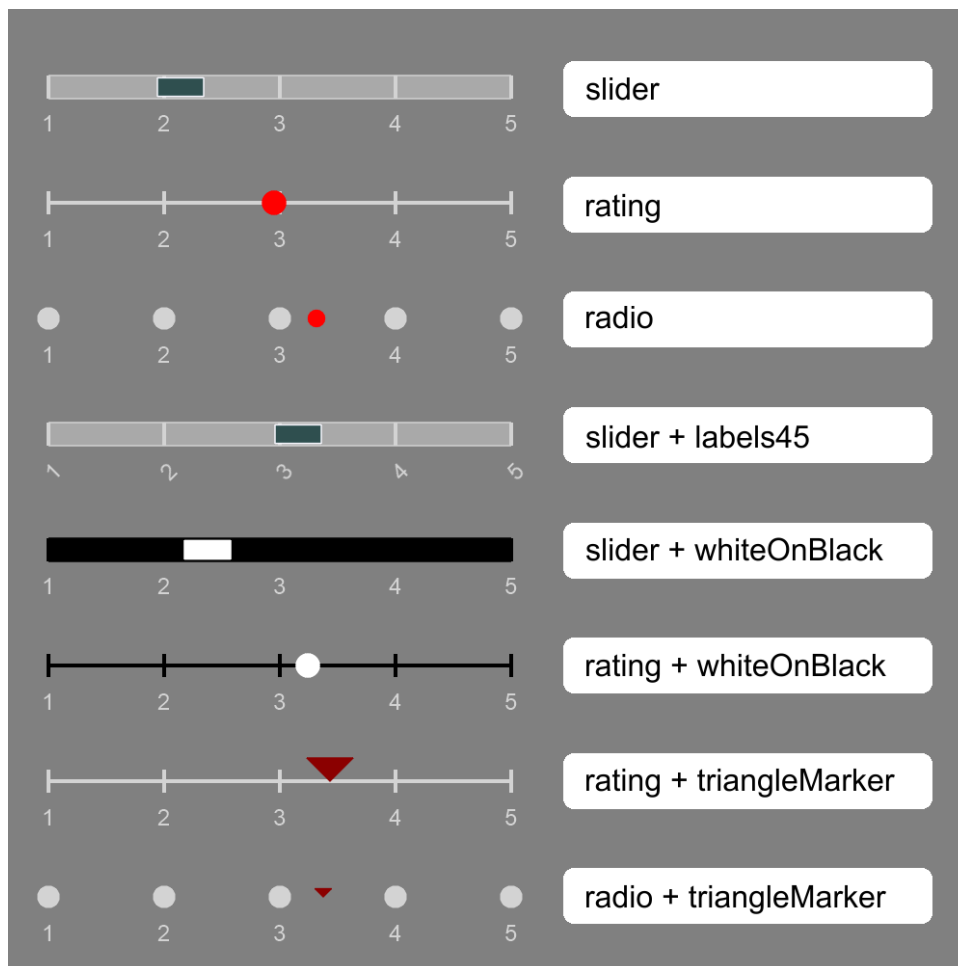 slider
1 2 3 4 5
rating
1 2 3 4 5
radio
1 2 3 4 5
slider + labels45
1 2 3 4 5
slider + whiteOnBlack
1 2 3 4 5
rating + whiteOnBlack
1 2 3 4 5
rating + triangleMarker
1 2 3 4 5
radio + triangleMarker
1 2 3 4 5